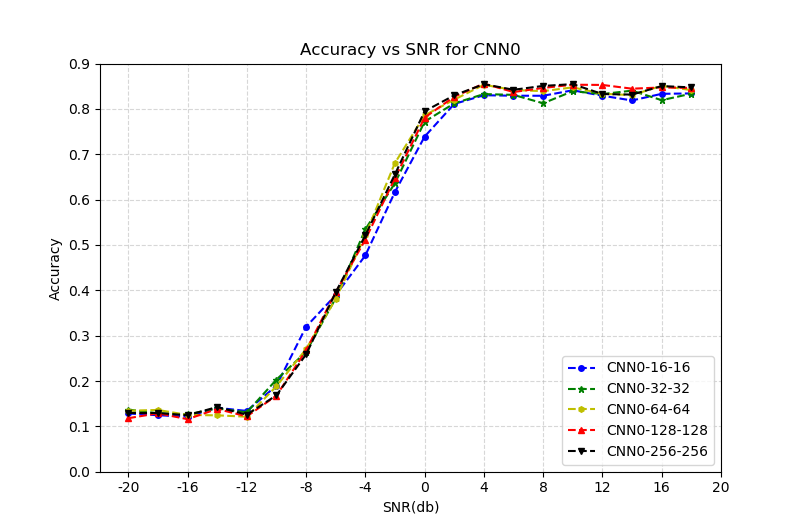 Accuracy vs SNR for CNN0
0.9
0.8
0.7
0.6
0.5
0.4
0.3
0.2
0.1
0.0
Accuracy
CNN0-16-16
CNN0-32-32
CNN0-64-64
CNN0-128-128
CNN0-256-256
-20 -16 -12 -8 -4 0 4 8 12 16 20
SNR(db)